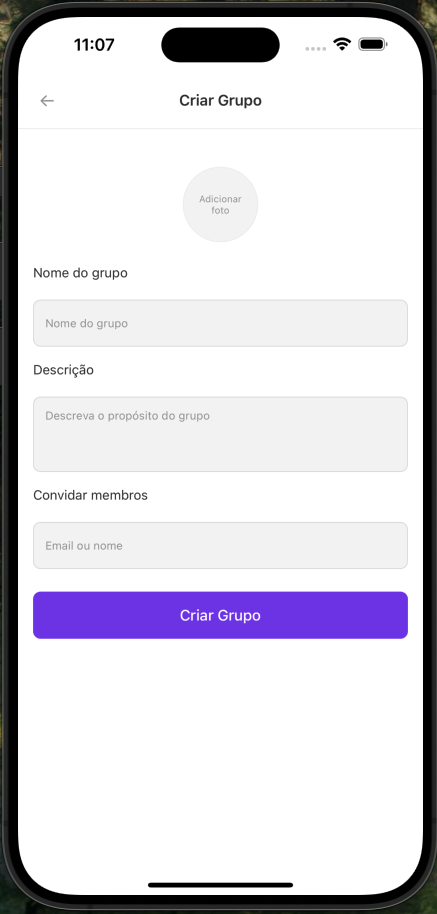 11:07
Criar Grupo
Adicionar
foto
Nome do grupo
Nome do grupo
Descrição
Descreva o propósito do grupo
Convidar membros
Email ou nome
Criar Grupo